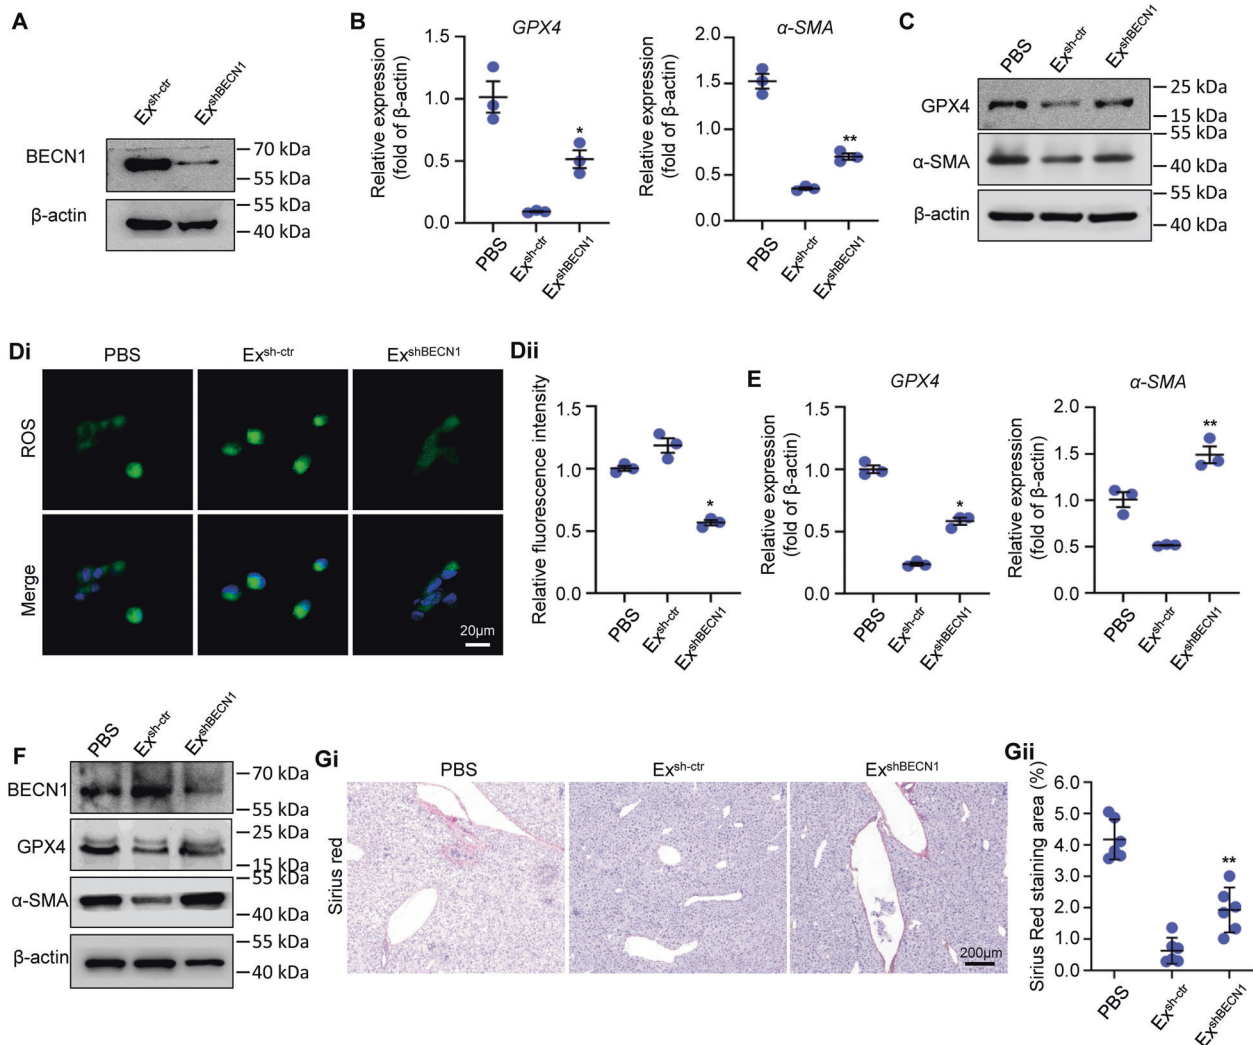 A
Ex^sh-ctr
Ex^shBECN1
BECN1
β-actin
70 kDa
55 kDa
55 kDa
40 kDa
B
GPX4
Relative expression
(fold of β-actin)
1.5
1.0
0.5
0.0
*
PBS
Ex^sh-ctr
Ex^shBECN1
α-SMA
Relative expression
(fold of β-actin)
2.0
1.5
1.0
0.5
0.0
**
PBS
Ex^sh-ctr
Ex^shBECN1
C
PBS
Ex^sh-ctr
Ex^shBECN1
GPX4
α-SMA
β-actin
25 kDa
15 kDa
55 kDa
40 kDa
55 kDa
40 kDa
Di
PBS
Ex^sh-ctr
Ex^shBECN1
ROS
Merge
20μm
Dii
Relative fluorescence intensity
1.5
1.0
0.5
0.0
*
PBS
Ex^sh-ctr
Ex^shBECN1
E
GPX4
Relative expression
(fold of β-actin)
1.5
1.0
0.5
0.0
*
PBS
Ex^sh-ctr
Ex^shBECN1
α-SMA
Relative expression
(fold of β-actin)
2.0
1.5
1.0
0.5
0.0
**
PBS
Ex^sh-ctr
Ex^shBECN1
F
PBS
Ex^sh-ctr
Ex^shBECN1
BECN1
GPX4
α-SMA
β-actin
70 kDa
55 kDa
25 kDa
15 kDa
55 kDa
40 kDa
55 kDa
40 kDa
Gi
PBS
Ex^sh-ctr
Ex^shBECN1
Sirius red
200μm
Gii
Sirius Red staining area (%)
6.0
5.0
4.0
3.0
2.0
1.0
0.0
**
PBS
Ex^sh-ctr
Ex^shBECN1